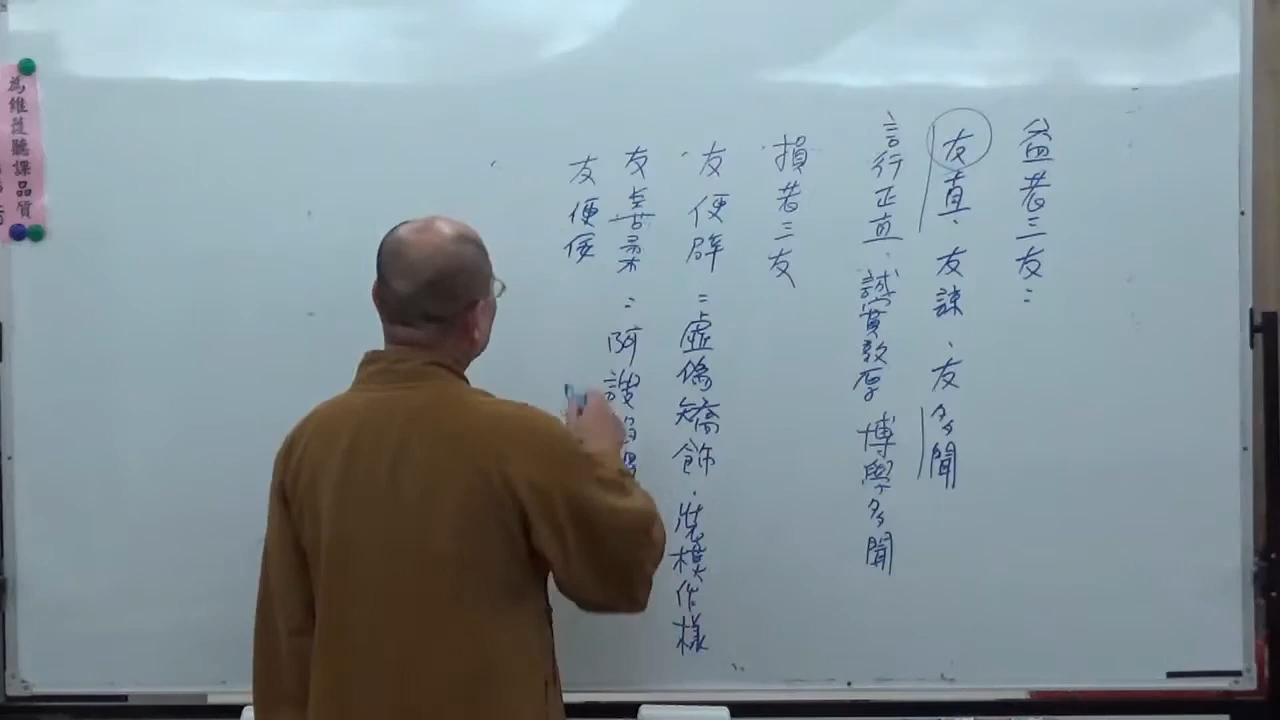 益者三友：
友直、友諒、友多聞
言行正直、誠實敦厚 博學多聞
損者三友
友便辟：虛偽矯飾、裝模作樣
友善柔：阿諛
友便佞
為維護聽課品質